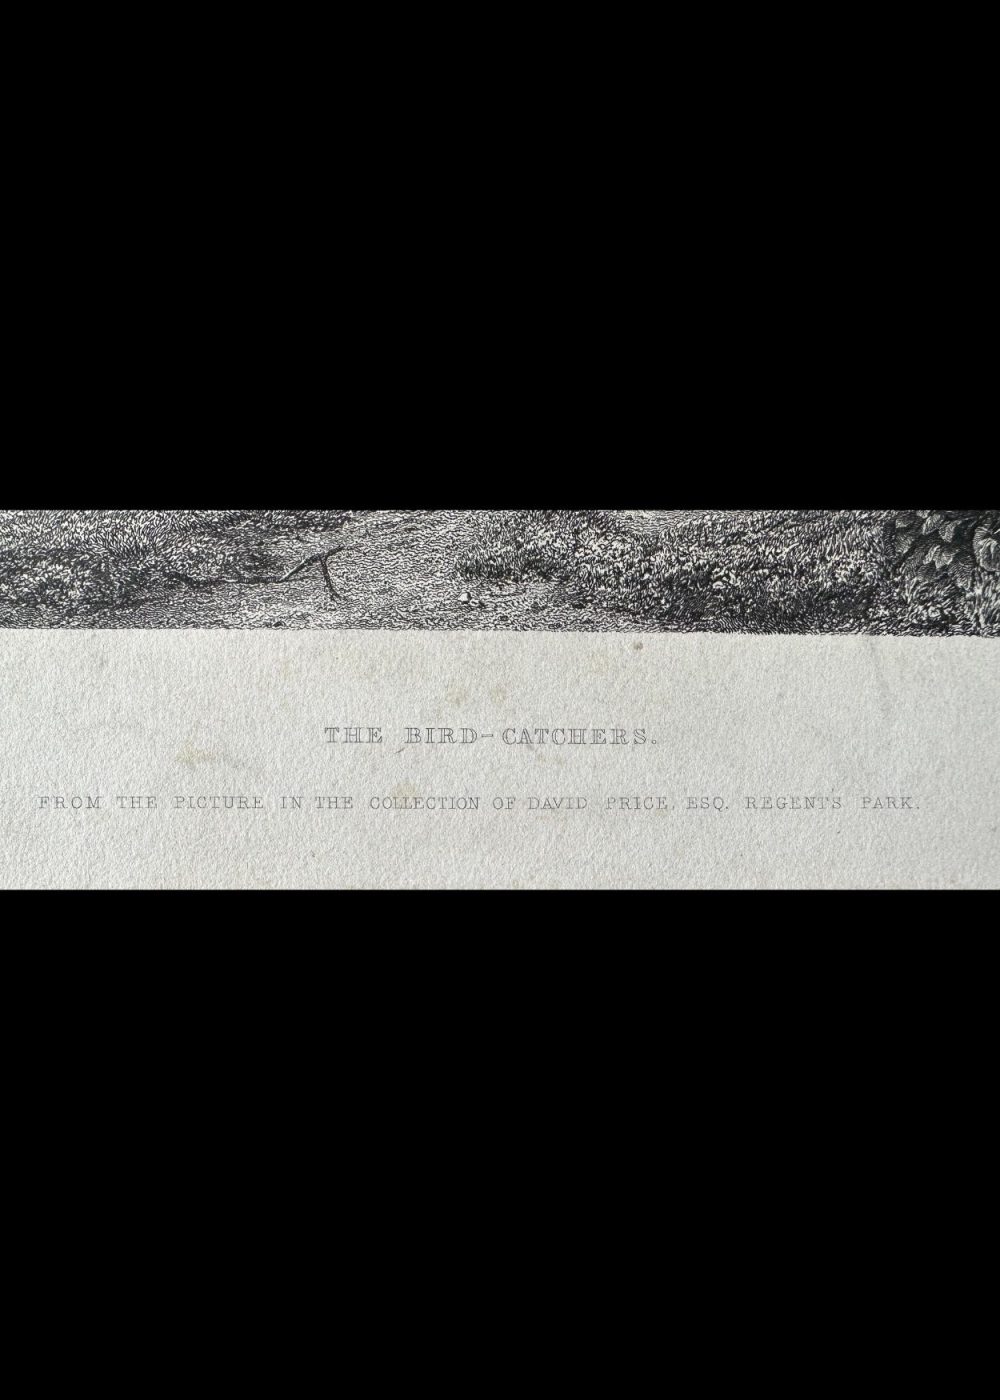 THE BIRD-CATCHERS.
FROM THE PICTURE IN THE COLLECTION OF DAVID PRICE, ESQ. REGENT'S PARK.